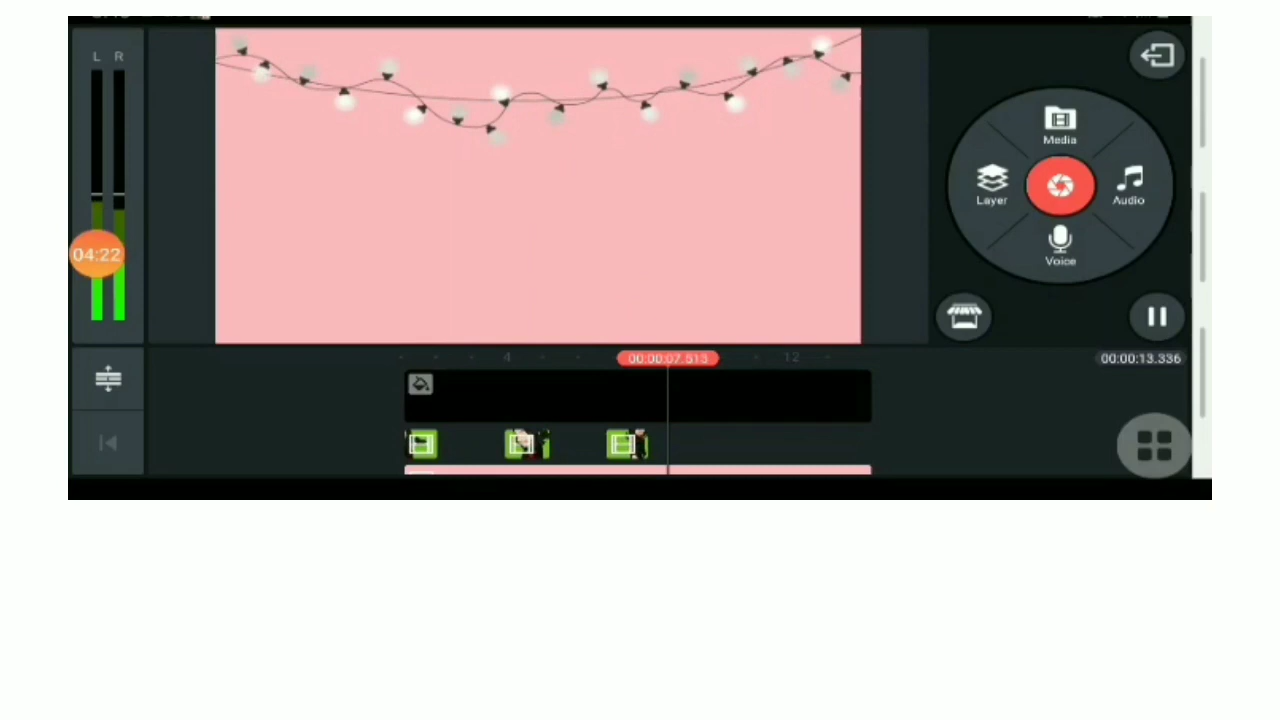 L R
Media
Layer
Audio
04:22
Voice
4
00:00:07.513
12
00:00:13.336